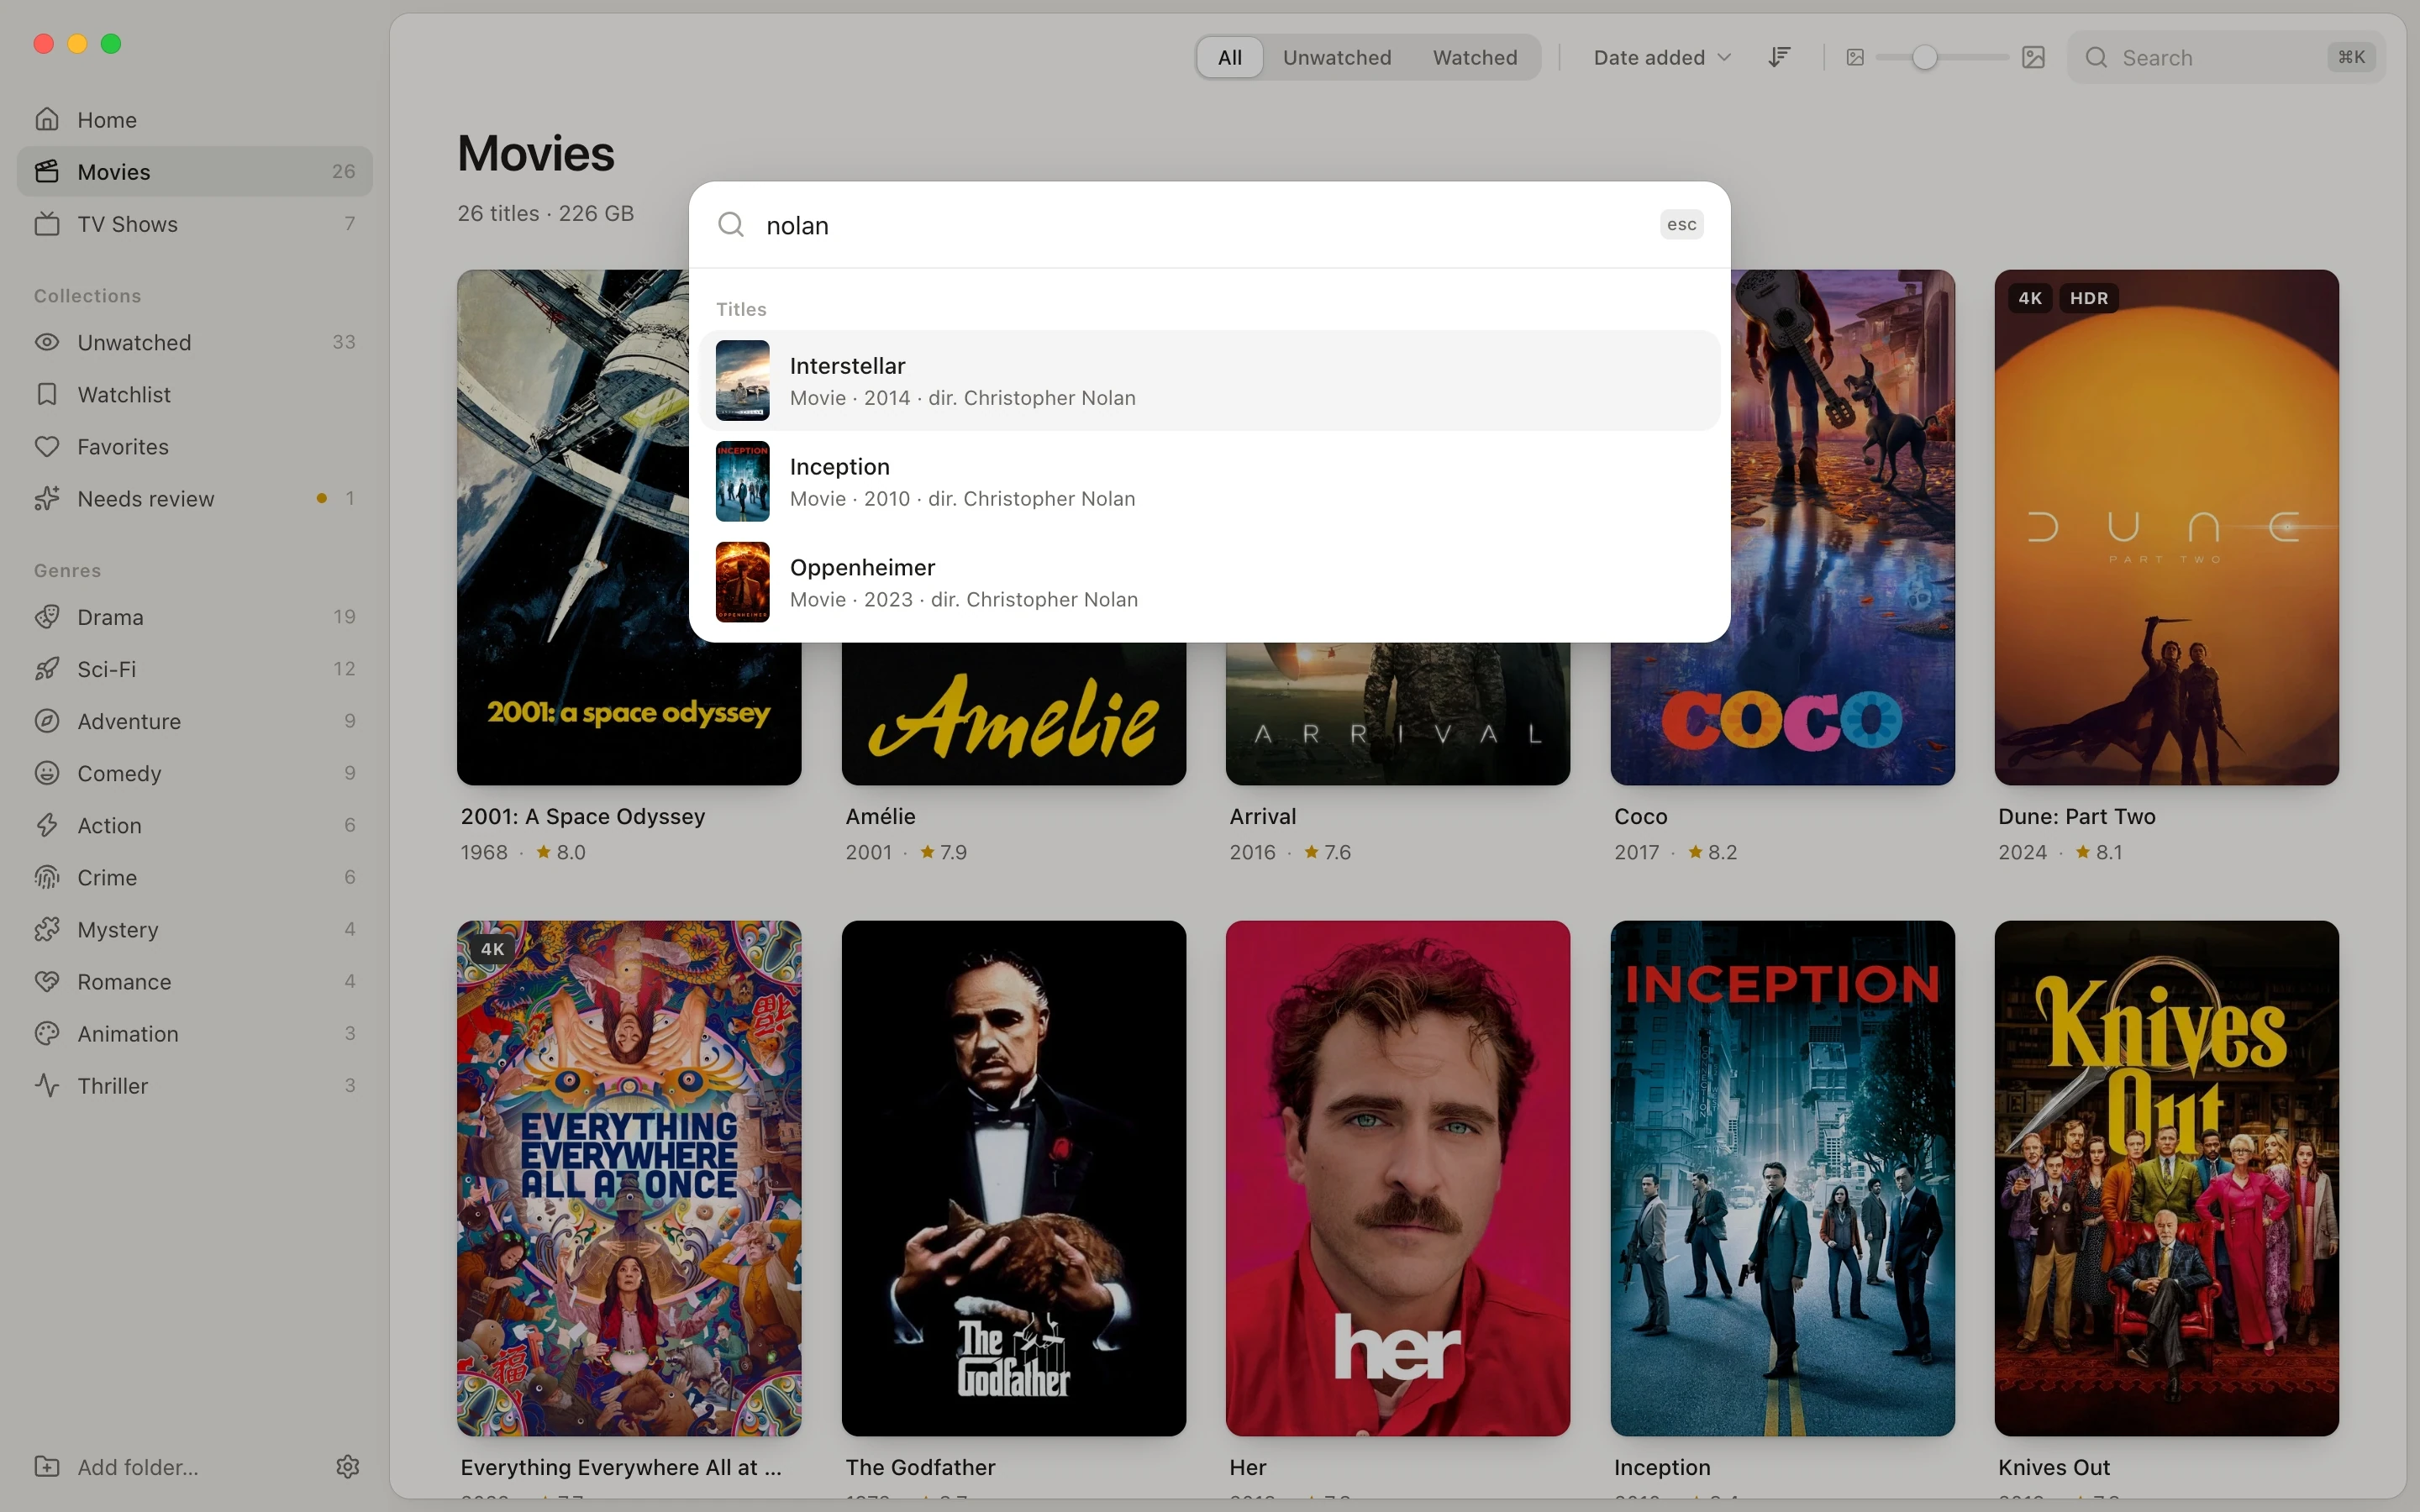 All Unwatched Watched Date added Search ⌘K
Home
Movies 26
TV Shows 7
Collections
Unwatched 33
Watchlist
Favorites
Needs review 1
Genres
Drama 19
Sci-Fi 12
Adventure 9
Comedy 9
Action 6
Crime 6
Mystery 4
Romance 4
Animation 3
Thriller 3
Add folder...
Movies
26 titles · 226 GB
nolan esc
Titles
Interstellar
Movie · 2014 · dir. Christopher Nolan
Inception
Movie · 2010 · dir. Christopher Nolan
Oppenheimer
Movie · 2023 · dir. Christopher Nolan
INCEPTION
OPPENHEIMER
2001: a space odyssey
Amélie
ARRIVAL
COCO
4K HDR
DUNE
PART TWO
2001: A Space Odyssey
1968 · ★ 8.0
Amélie
2001 · ★ 7.9
Arrival
2016 · ★ 7.6
Coco
2017 · ★ 8.2
Dune: Part Two
2024 · ★ 8.1
4K
EVERYTHING
EVERYWHERE
ALL AT ONCE
福
The
Godfather
her
INCEPTION
Knives
Out
Everything Everywhere All at ...
The Godfather
Her
Inception
Knives Out